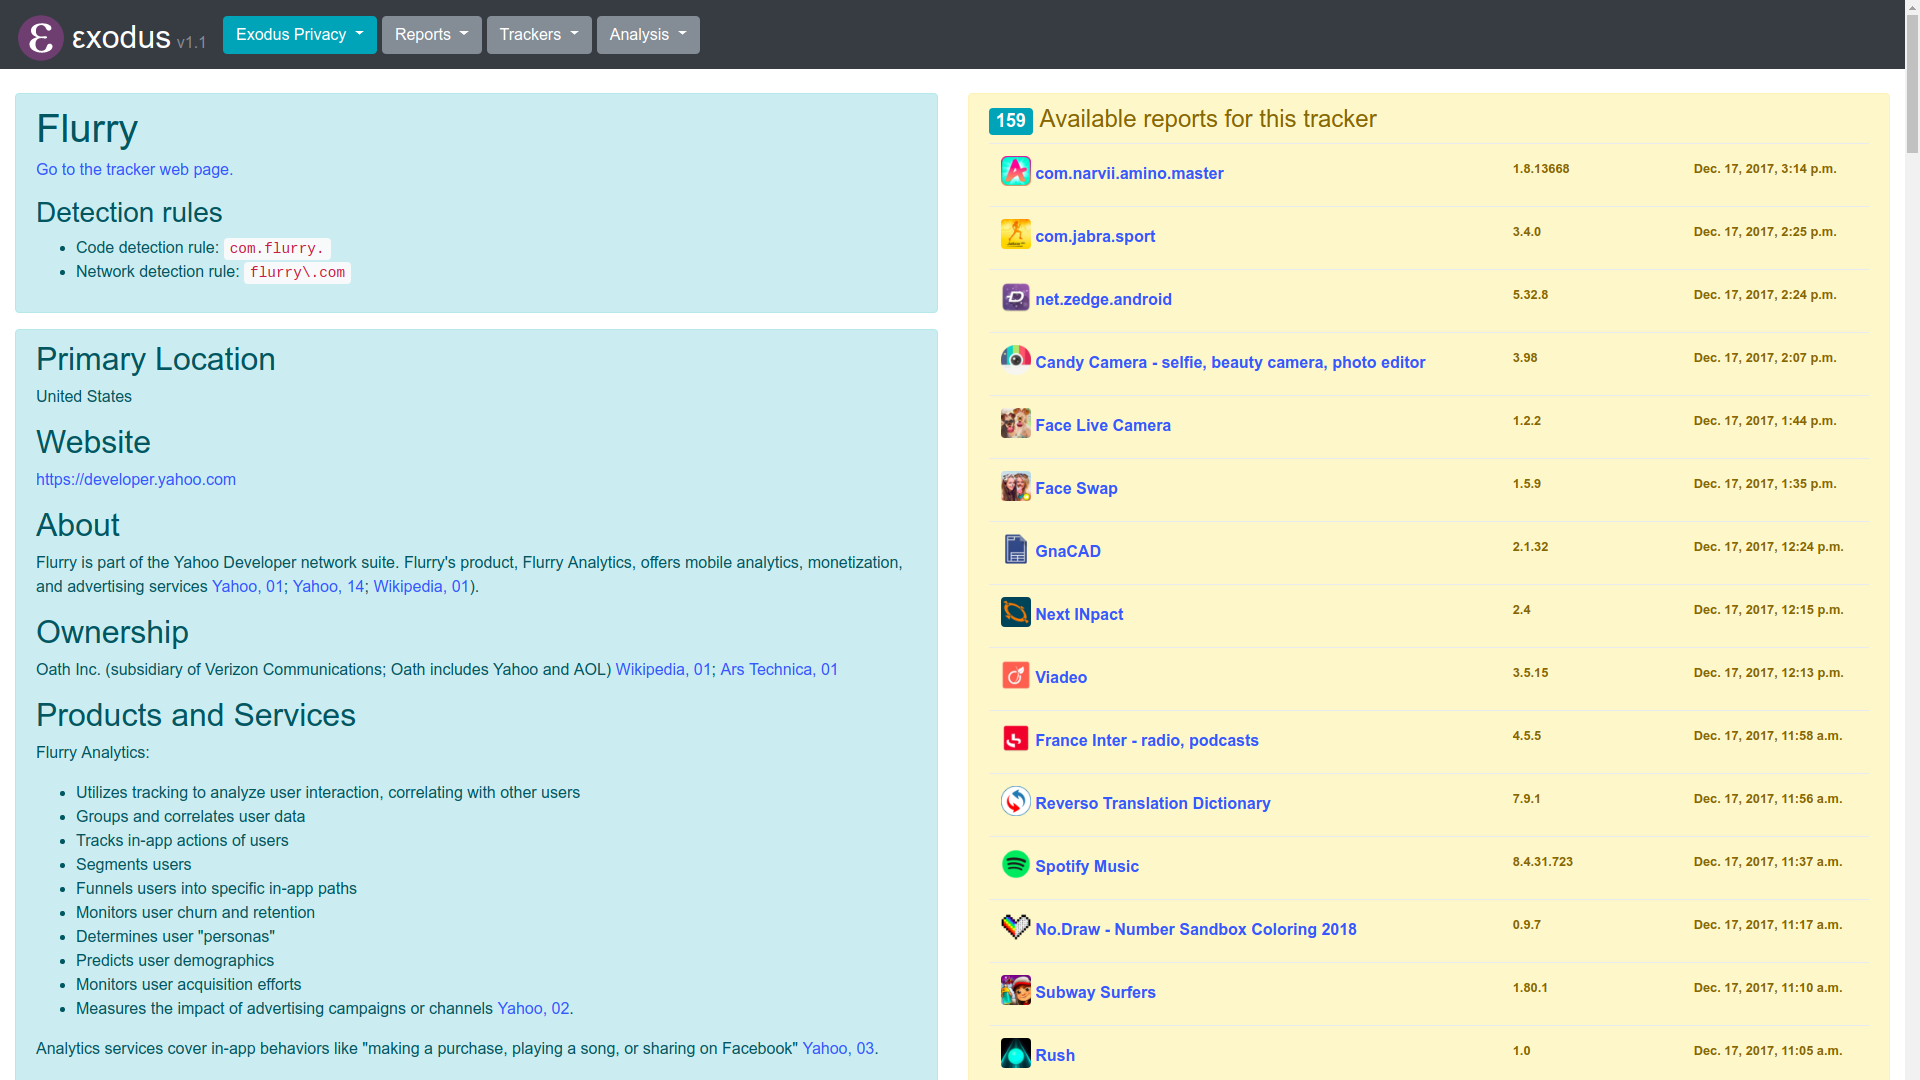 εxodus v1.1
Exodus Privacy
Reports
Trackers
Analysis
Flurry
Go to the tracker web page.
Detection rules
Code detection rule: com.flurry.
Network detection rule: flurry\.com
Primary Location
United States
Website
https://developer.yahoo.com
About
Flurry is part of the Yahoo Developer network suite. Flurry's product, Flurry Analytics, offers mobile analytics, monetization,
and advertising services Yahoo, 01; Yahoo, 14; Wikipedia, 01).
Ownership
Oath Inc. (subsidiary of Verizon Communications; Oath includes Yahoo and AOL) Wikipedia, 01; Ars Technica, 01
Products and Services
Flurry Analytics:
Utilizes tracking to analyze user interaction, correlating with other users
Groups and correlates user data
Tracks in-app actions of users
Segments users
Funnels users into specific in-app paths
Monitors user churn and retention
Determines user "personas"
Predicts user demographics
Monitors user acquisition efforts
Measures the impact of advertising campaigns or channels Yahoo, 02.
Analytics services cover in-app behaviors like "making a purchase, playing a song, or sharing on Facebook" Yahoo, 03.
159 Available reports for this tracker
com.narvii.amino.master 1.8.13668 Dec. 17, 2017, 3:14 p.m.
com.jabra.sport 3.4.0 Dec. 17, 2017, 2:25 p.m.
net.zedge.android 5.32.8 Dec. 17, 2017, 2:24 p.m.
Candy Camera - selfie, beauty camera, photo editor 3.98 Dec. 17, 2017, 2:07 p.m.
Face Live Camera 1.2.2 Dec. 17, 2017, 1:44 p.m.
Face Swap 1.5.9 Dec. 17, 2017, 1:35 p.m.
GnaCAD 2.1.32 Dec. 17, 2017, 12:24 p.m.
Next INpact 2.4 Dec. 17, 2017, 12:15 p.m.
Viadeo 3.5.15 Dec. 17, 2017, 12:13 p.m.
France Inter - radio, podcasts 4.5.5 Dec. 17, 2017, 11:58 a.m.
Reverso Translation Dictionary 7.9.1 Dec. 17, 2017, 11:56 a.m.
Spotify Music 8.4.31.723 Dec. 17, 2017, 11:37 a.m.
No.Draw - Number Sandbox Coloring 2018 0.9.7 Dec. 17, 2017, 11:17 a.m.
Subway Surfers 1.80.1 Dec. 17, 2017, 11:10 a.m.
Rush 1.0 Dec. 17, 2017, 11:05 a.m.